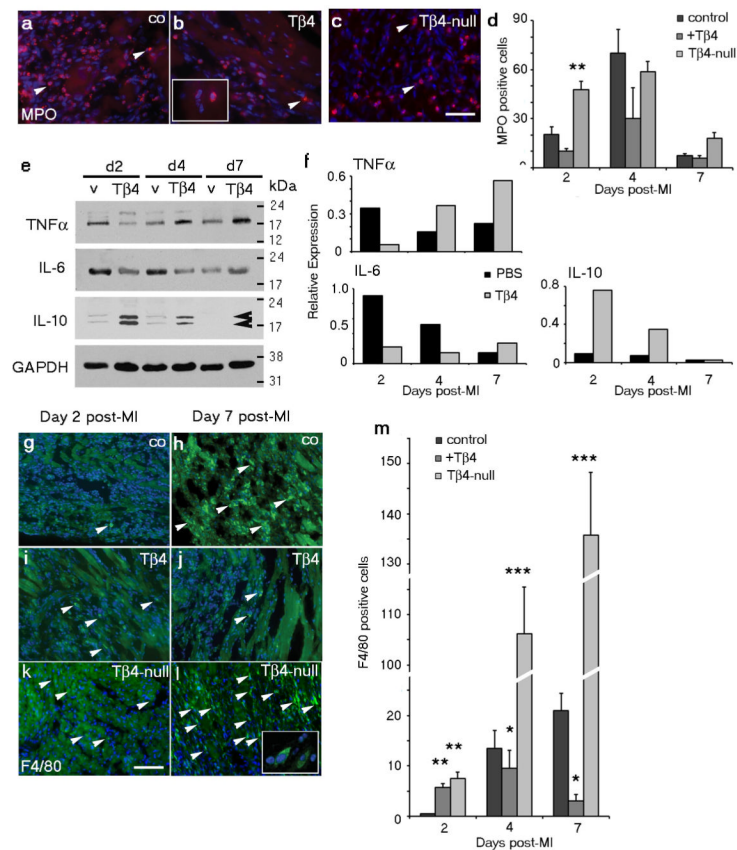 a
co
b
Tβ4
c
Tβ4-null
MPO
d
control
+Tβ4
Tβ4-null
MPO positive cells
90
60
30
0
**
2
4
7
Days post-MI
e
d2
d4
d7
v
Tβ4
v
Tβ4
v
Tβ4
kDa
TNFα
24
17
12
IL-6
24
17
IL-10
24
17
GAPDH
38
31
f
TNFα
0.6
0.3
0
Relative Expression
IL-6
PBS
Tβ4
1.0
0.5
0
2
4
7
Days post-MI
IL-10
0.8
0.4
0
2
4
7
Days post-MI
Day 2 post-MI
Day 7 post-MI
g
co
h
co
i
Tβ4
j
Tβ4
k
Tβ4-null
l
Tβ4-null
F4/80
m
control
+Tβ4
Tβ4-null
F4/80 positive cells
150
140
130
110
100
20
10
0
**
**
*
***
*
***
2
4
7
Days post-MI